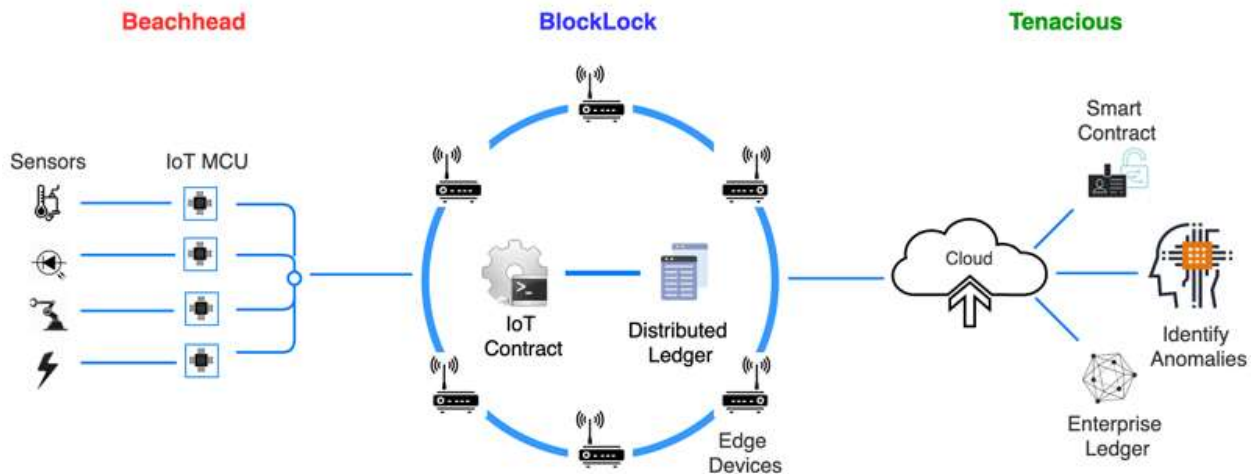 Beachhead
BlockLock
Tenacious
Sensors
IoT MCU
IoT
Contract
Distributed
Ledger
Edge
Devices
Cloud
Smart
Contract
Identify
Anomalies
Enterprise
Ledger